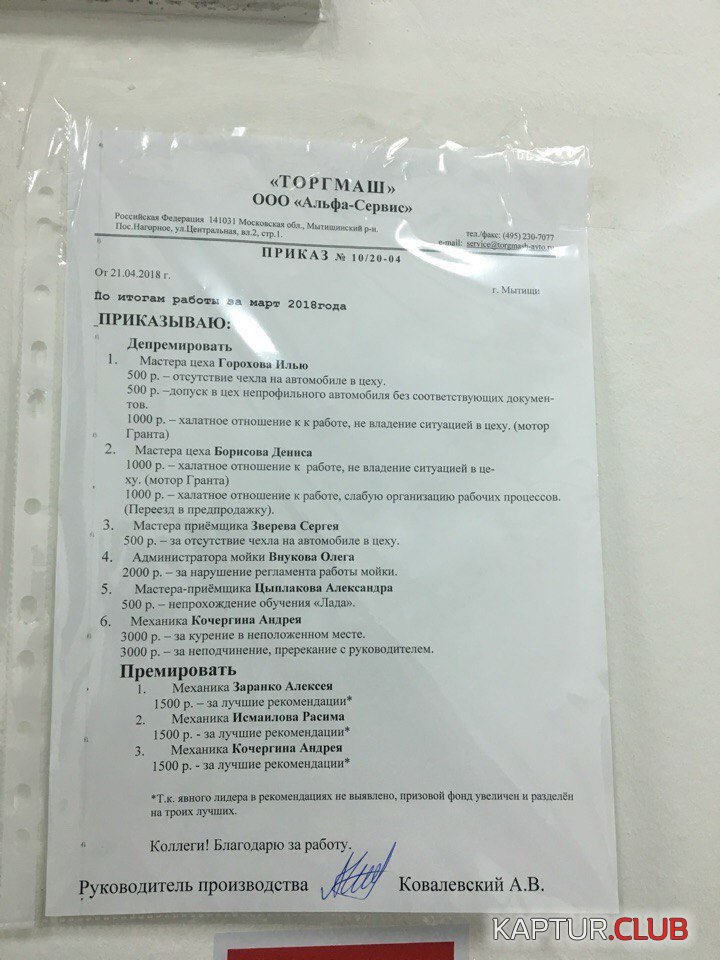 «ТОРГМАШ»
ООО «Альфа-Сервис»
Российская Федерация 141031 Московская обл., Мытищинский р-н.
Пос.Нагорное, ул.Центральная, вл.2, стр.1.
тел./факс: (495) 230-7077
e-mail: service@torgmash-avto.ru
ПРИКАЗ № 10/20-04
От 21.04.2018 г.
г. Мытищи
По итогам работы за март 2018года
ПРИКАЗЫВАЮ:
Депремировать
1. Мастера цеха Горохова Илью
500 р. – отсутствие чехла на автомобиле в цеху.
500 р. –допуск в цех непрофильного автомобиля без соответствующих докумен-
тов.
1000 р. – халатное отношение к к работе, не владение ситуацией в цеху. (мотор
Гранта)
2. Мастера цеха Борисова Дениса
1000 р. – халатное отношение к работе, не владение ситуацией в це-
ху. (мотор Гранта)
1000 р. – халатное отношение к работе, слабую организацию рабочих процессов.
(Переезд в предпродажку).
3. Мастера приёмщика Зверева Сергея
500 р. – за отсутствие чехла на автомобиле в цеху.
4. Администратора мойки Внукова Олега
2000 р. – за нарушение регламента работы мойки.
5. Мастера-приёмщика Цыплакова Александра
500 р. – непрохождение обучения «Лада».
6. Механика Кочергина Андрея
3000 р. – за курение в неположенном месте.
3000 р. – за неподчинение, пререкание с руководителем.
Премировать
1. Механика Заранко Алексея
1500 р. – за лучшие рекомендации*
2. Механика Исмаилова Расима
1500 р. - за лучшие рекомендации*
3. Механика Кочергина Андрея
1500 р. - за лучшие рекомендации*
*Т.к. явного лидера в рекомендациях не выявлено, призовой фонд увеличен и разделён
на троих лучших.
Коллеги! Благодарю за работу.
Руководитель производства Ковалевский А.В.
KAPTUR.CLUB